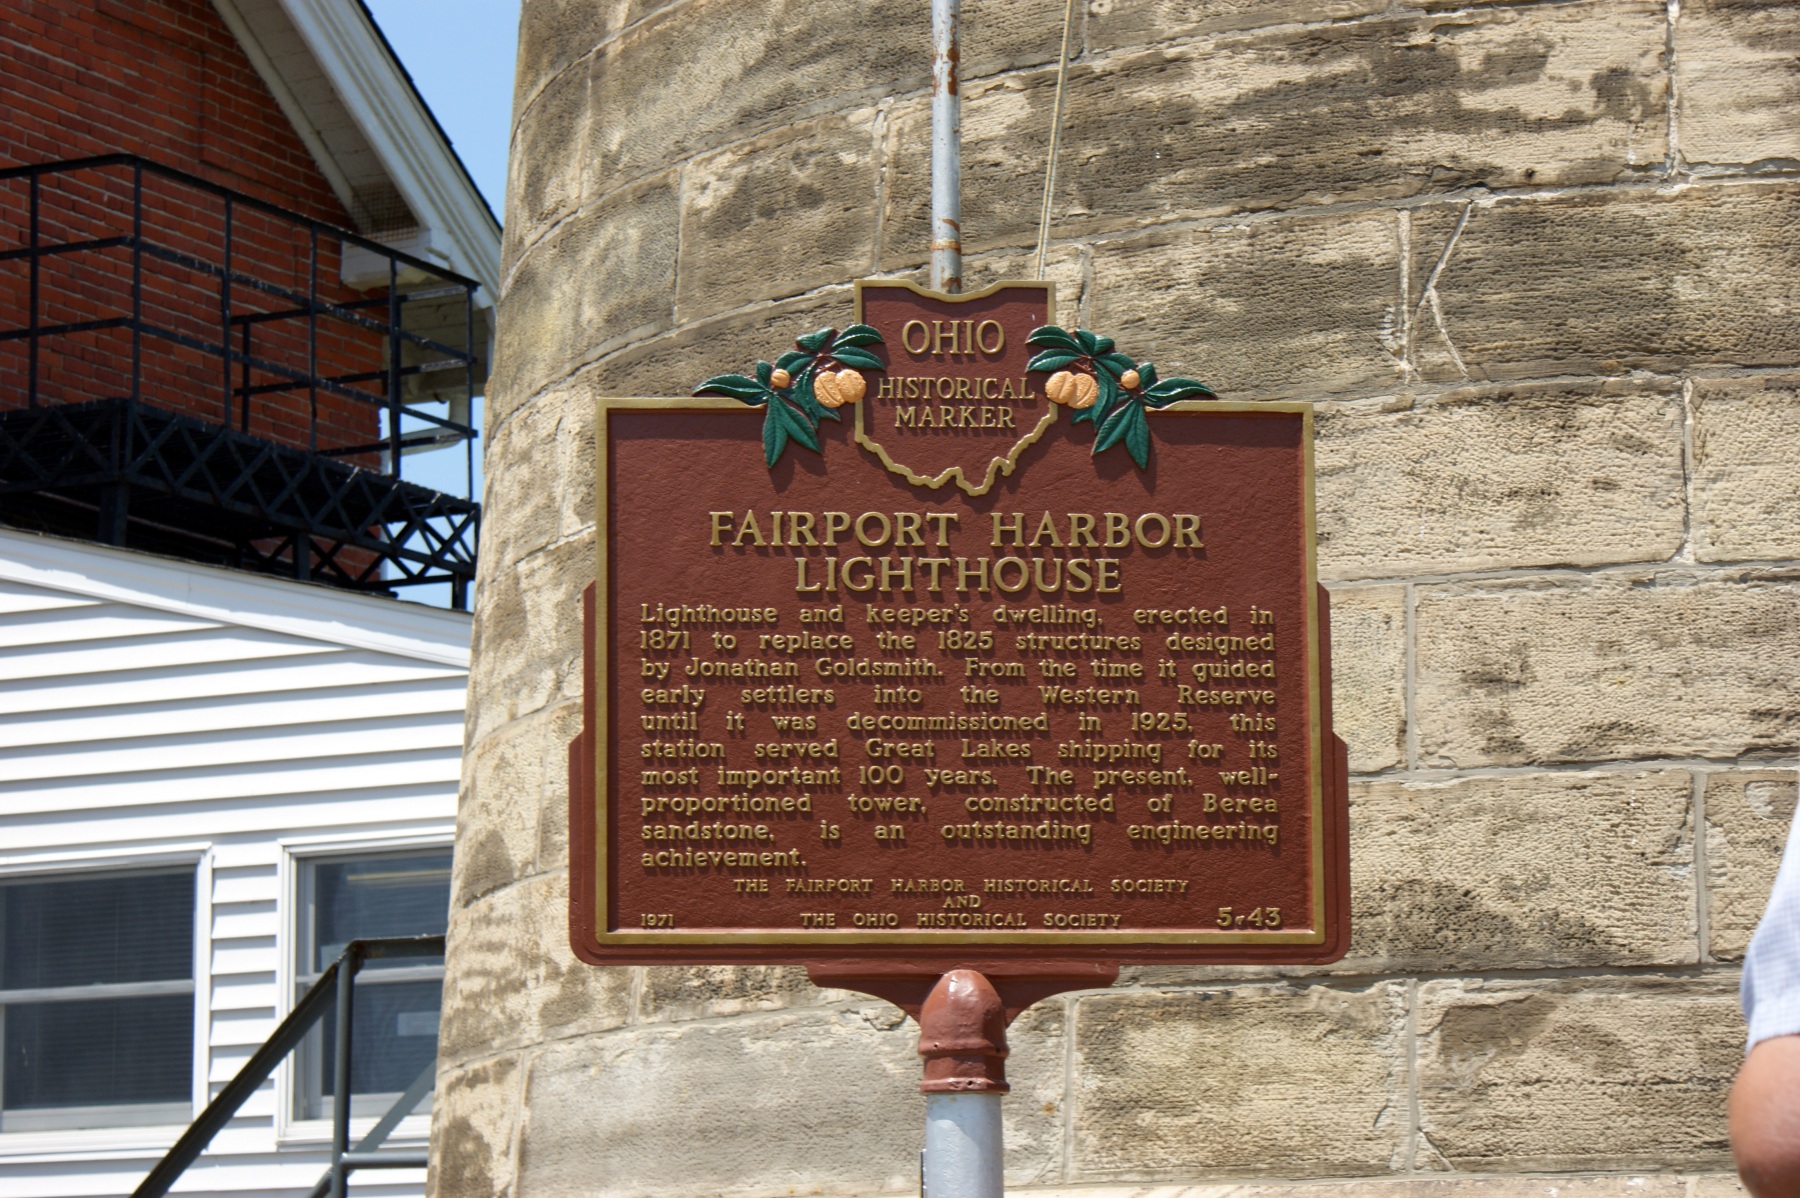 OHIO
HISTORICAL
MARKER
FAIRPORT HARBOR
LIGHTHOUSE
Lighthouse and keeper's dwelling, erected in
1871 to replace the 1825 structures designed
by Jonathan Goldsmith. From the time it guided
early settlers into the Western Reserve
until it was decommissioned in 1925, this
station served Great Lakes shipping for its
most important 100 years. The present, well-
proportioned tower, constructed of Berea
sandstone, is an outstanding engineering
achievement.
THE FAIRPORT HARBOR HISTORICAL SOCIETY
AND
1971 THE OHIO HISTORICAL SOCIETY 5-43